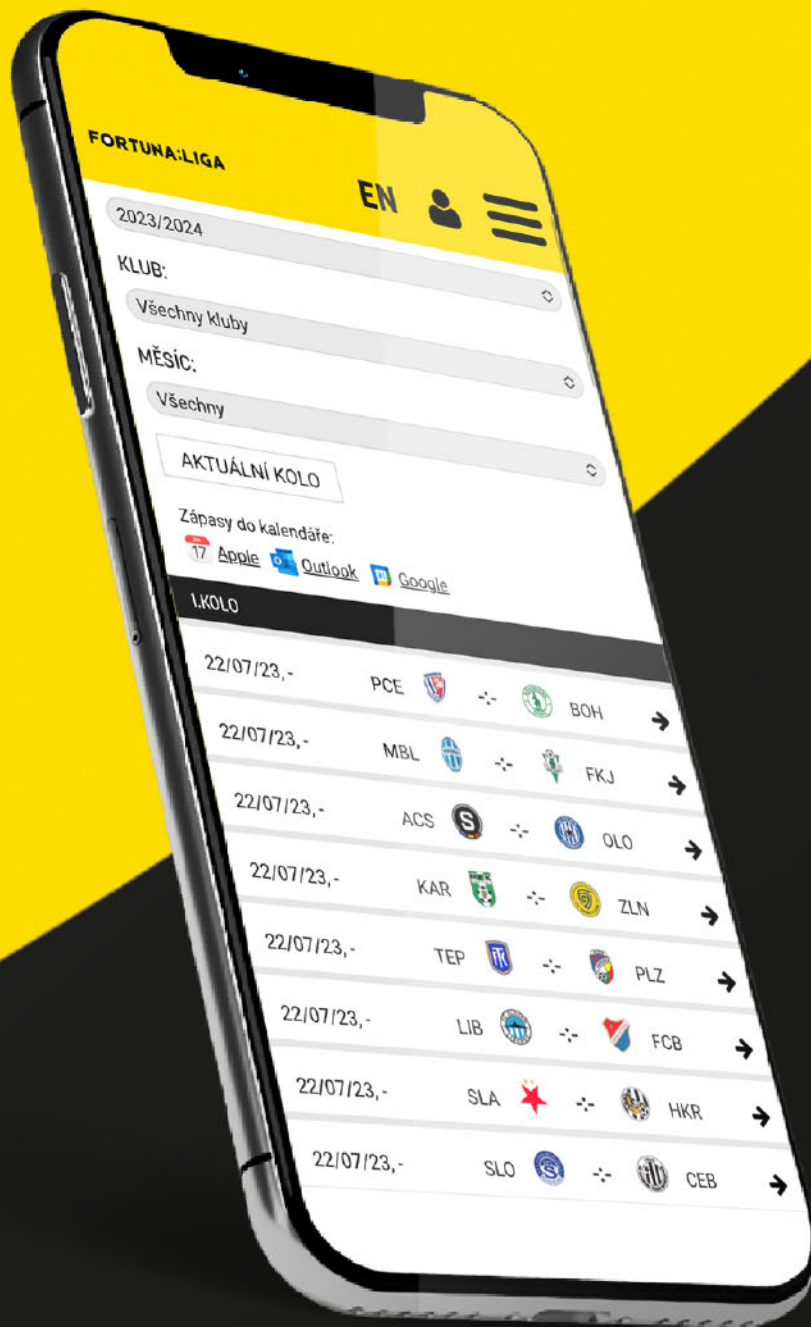 FORTUNA:LIGA
EN
2023/2024
KLUB:
Všechny kluby
MĚSÍC:
Všechny
AKTUÁLNÍ KOLO
Zápasy do kalendáře:
17 Apple Outlook Google
1.KOLO
22/07/23,- PCE -:- BOH
22/07/23,- MBL -:- FKJ
22/07/23,- ACS S -:- OLO
22/07/23,- KAR -:- ZLN
22/07/23,- TEP -:- PLZ
22/07/23,- LIB -:- FCB
22/07/23,- SLA -:- HKR
22/07/23,- SLO -:- CEB